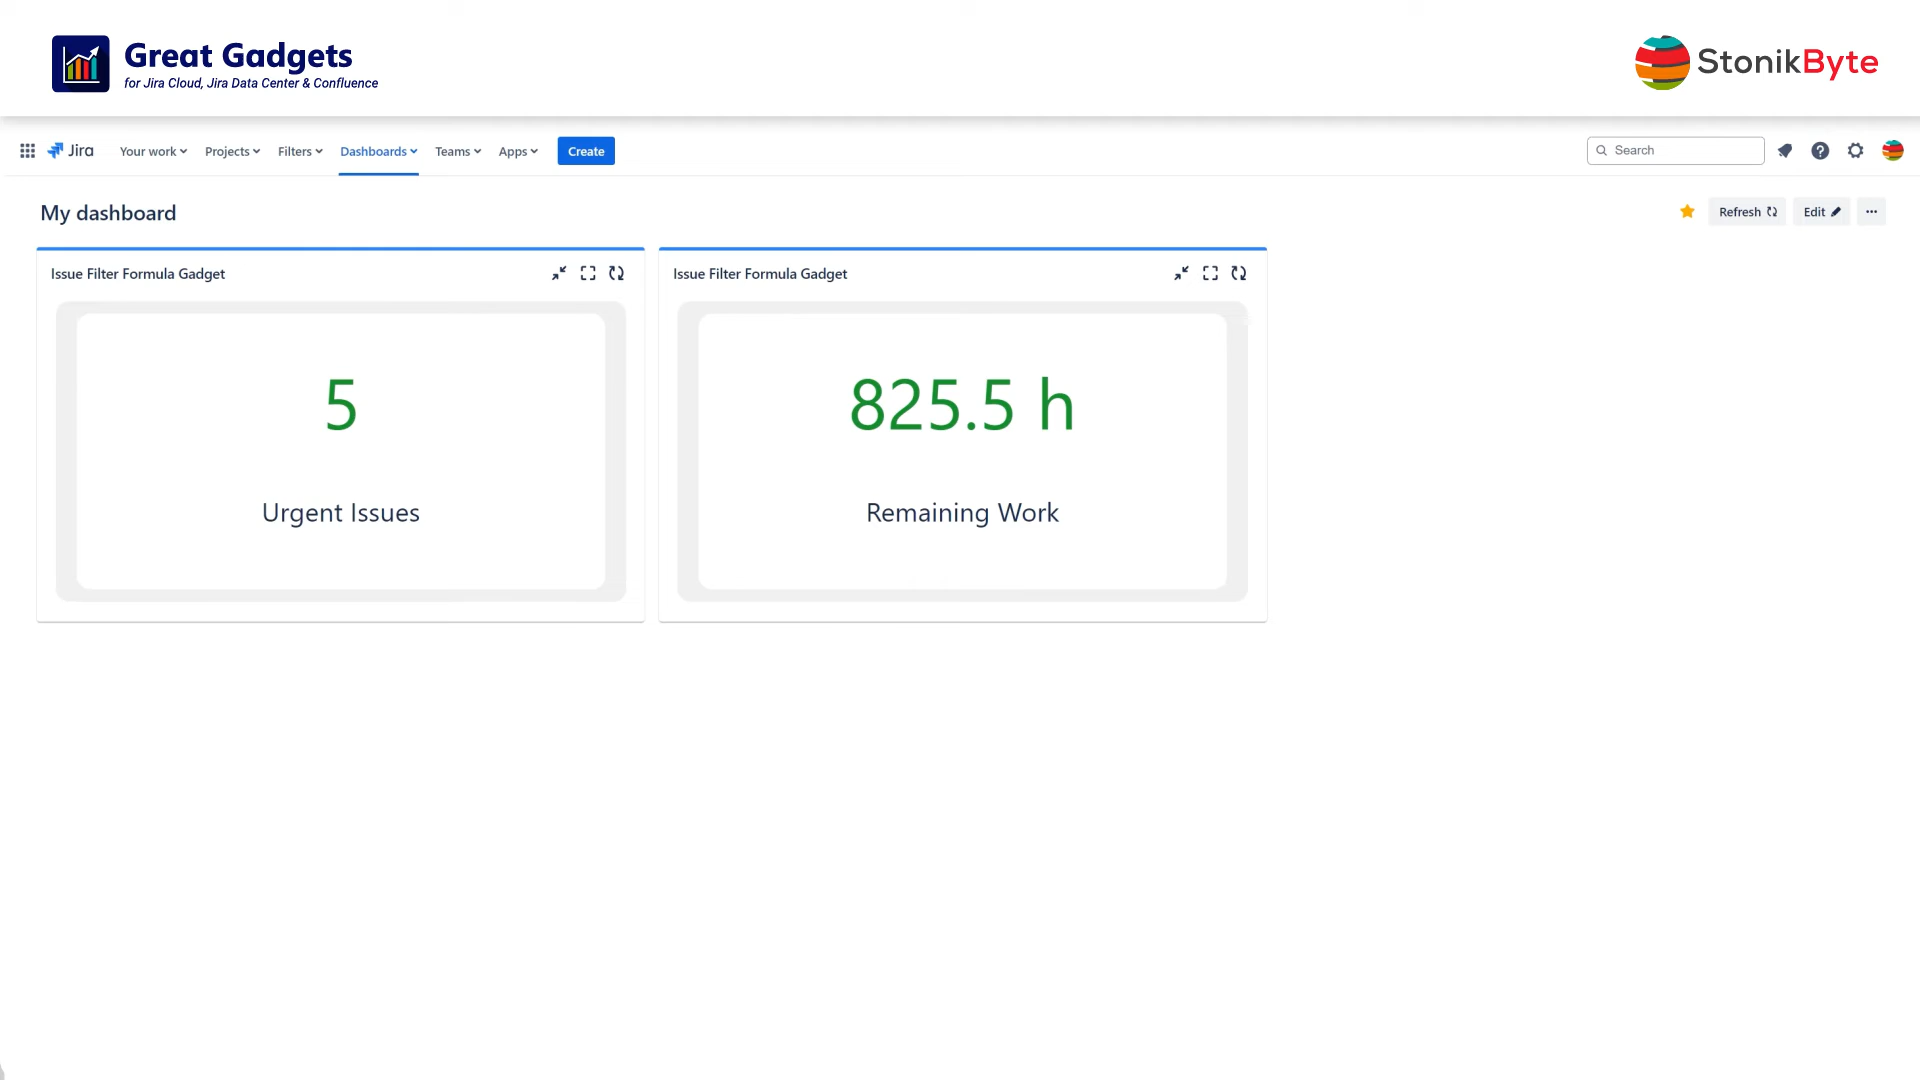 Great Gadgets
for Jira Cloud, Jira Data Center & Confluence
StonikByte
Jira Your work Projects Filters Dashboards Teams Apps Create Search
My dashboard
Refresh Edit
Issue Filter Formula Gadget
5
Urgent Issues
Issue Filter Formula Gadget
825.5 h
Remaining Work